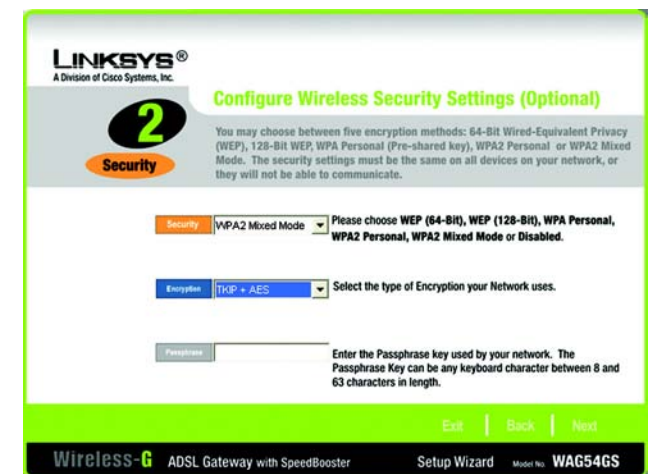 LINKSYS®
A Division of Cisco Systems, Inc.
2
Security
Configure Wireless Security Settings (Optional)
You may choose between five encryption methods: 64-Bit Wired-Equivalent Privacy
(WEP), 128-Bit WEP, WPA Personal (Pre-shared key), WPA2 Personal or WPA2 Mixed
Mode. The security settings must be the same on all devices on your network, or
they will not be able to communicate.
Security
WPA2 Mixed Mode
Please choose WEP (64-Bit), WEP (128-Bit), WPA Personal,
WPA2 Personal, WPA2 Mixed Mode or Disabled.
Encryption
TKIP + AES
Select the type of Encryption your Network uses.
Passphrase
Enter the Passphrase key used by your network. The
Passphrase Key can be any keyboard character between 8 and
63 characters in length.
Exit
Back
Next
Wireless-G ADSL Gateway with SpeedBooster
Setup Wizard
Model No. WAG54GS